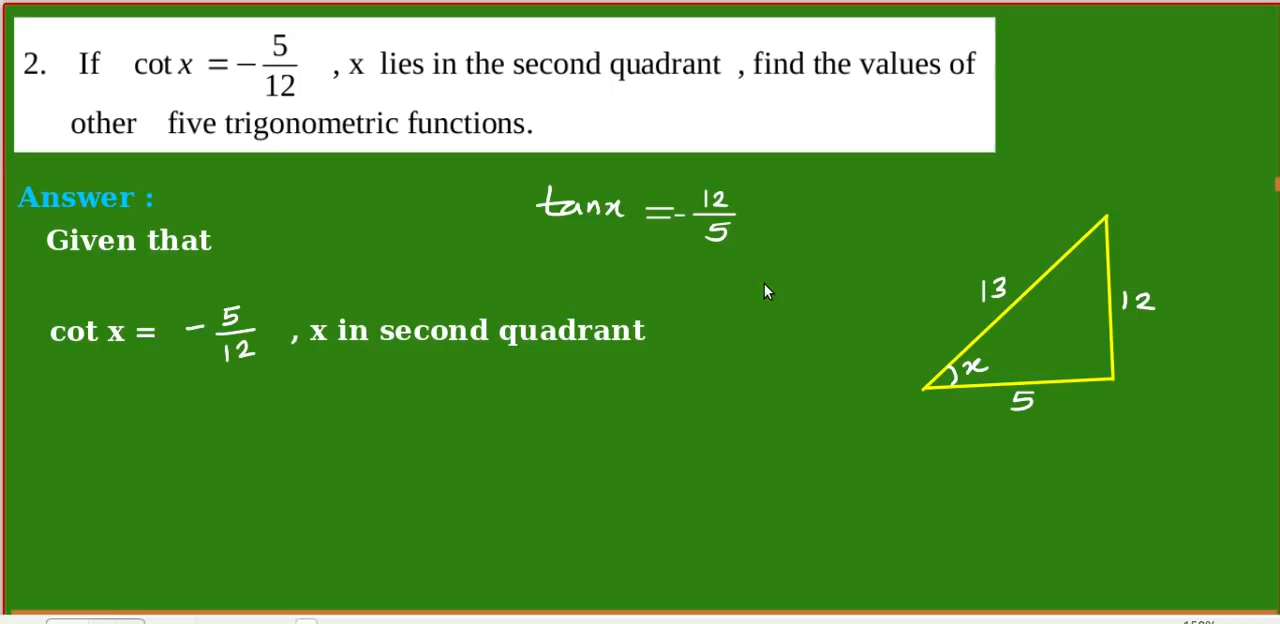 2. If cot x = − 5/12 , x lies in the second quadrant , find the values of
other five trigonometric functions.
Answer :
tan x = - 12/5
Given that
cot x = − 5/12 , x in second quadrant
13
12
x
5